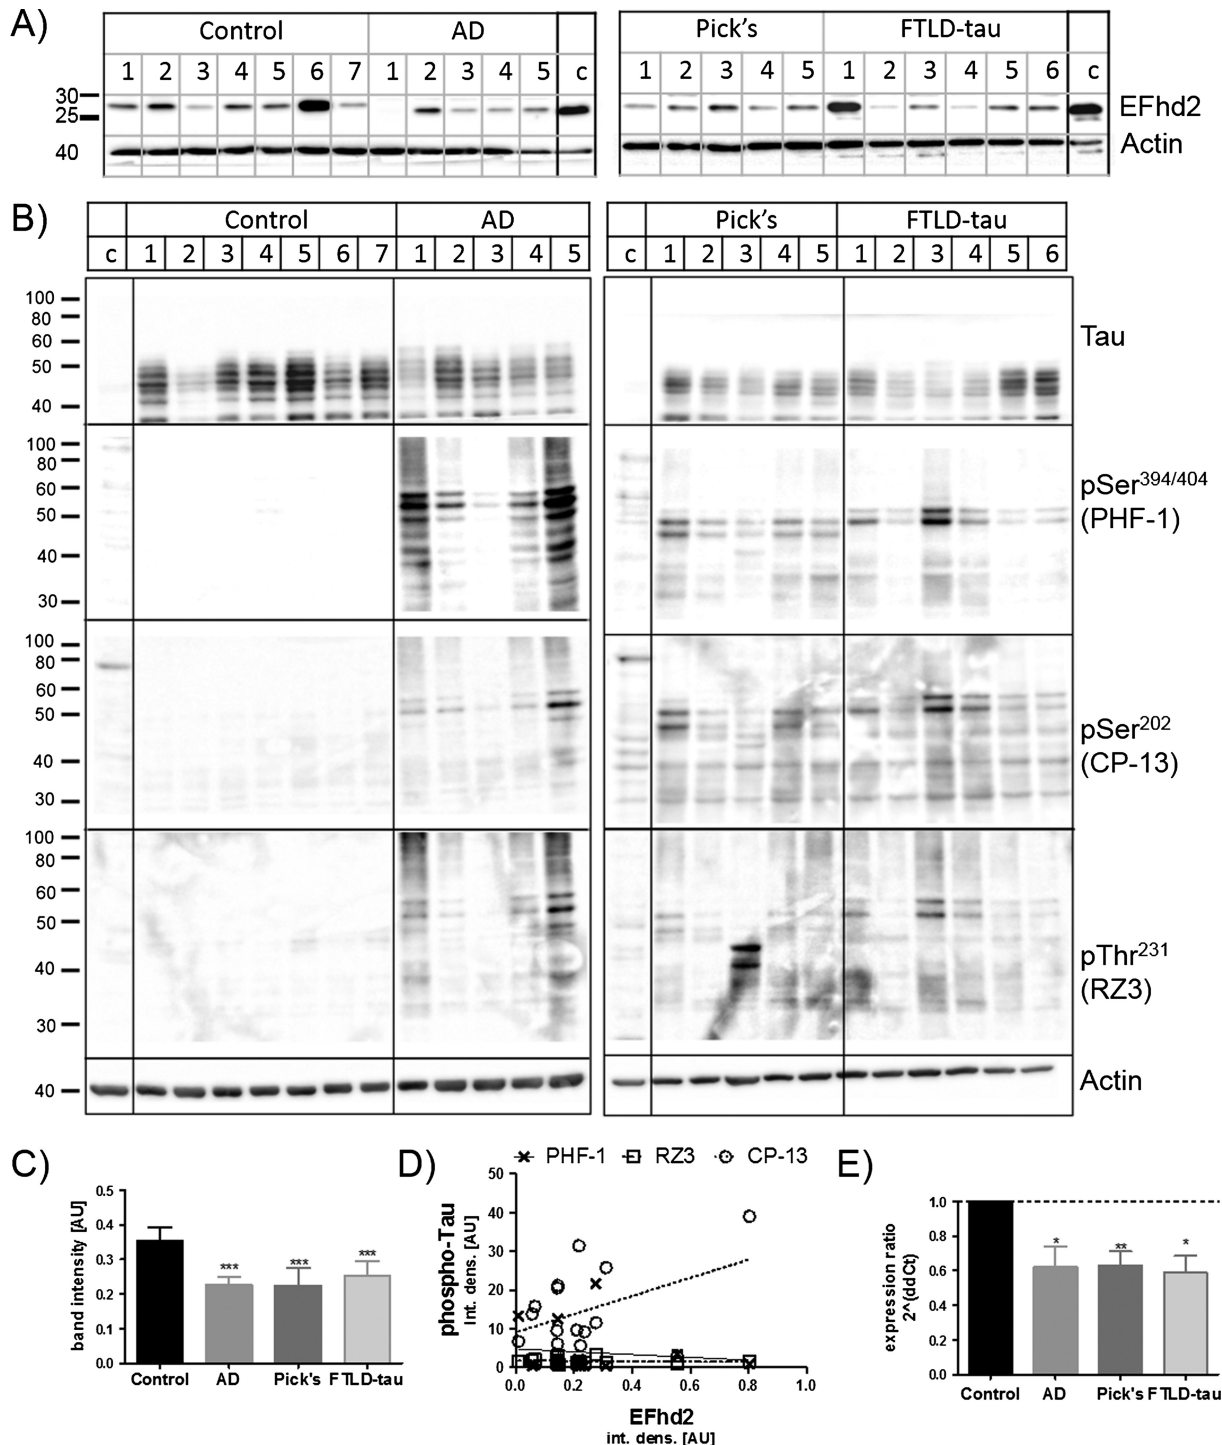 A)
Control AD Pick's FTLD-tau
1 2 3 4 5 6 7 1 2 3 4 5 c 1 2 3 4 5 1 2 3 4 5 6 c
30
25
EFhd2
40
Actin
B)
Control AD Pick's FTLD-tau
c 1 2 3 4 5 6 7 1 2 3 4 5 c 1 2 3 4 5 1 2 3 4 5 6
100
80
60
50
40
Tau
100
80
60
50
40
30
pSer394/404
(PHF-1)
100
80
60
50
40
30
pSer202
(CP-13)
100
80
60
50
40
30
pThr231
(RZ3)
40
Actin
C)
band intensity [AU]
0.5
0.4
0.3
0.2
0.1
0.0
***
***
***
Control AD Pick's FTLD-tau
D)
PHF-1 RZ3 CP-13
phospho-Tau
Int. dens. [AU]
50
40
30
20
10
0
0.0 0.2 0.4 0.6 0.8 1.0
EFhd2
int. dens. [AU]
E)
expression ratio
2^(ddCt)
1.0
0.8
0.6
0.4
0.2
0.0
*
**
*
Control AD Pick's FTLD-tau